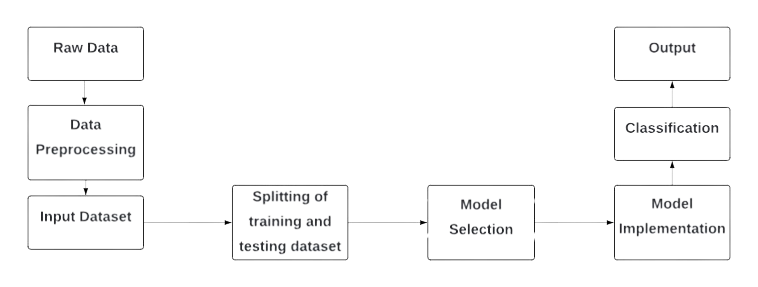 Raw Data
Data
Preprocessing
Input Dataset
Splitting of
training and
testing dataset
Model
Selection
Model
Implementation
Classification
Output